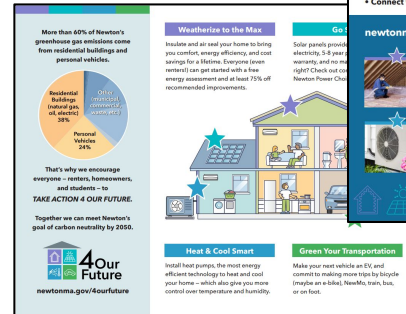 More than 60% of Newton's
greenhouse gas emissions come
from residential buildings and
personal vehicles.
Residential
Buildings
(natural gas,
oil, electric)
38%
Other
(municipal,
commercial,
waste, etc.)
Personal
Vehicles
24%
That's why we encourage
everyone – renters, homeowners,
and students – to
TAKE ACTION 4 OUR FUTURE.
Together we can meet Newton's
goal of carbon neutrality by 2050.
4Our
Future
newtonma.gov/4ourfuture
Weatherize to the Max
Insulate and air seal your home to bring
you comfort, energy efficiency, and cost
savings for a lifetime. Everyone (even
renters!) can get started with a free
energy assessment and at least 75% off
recommended improvements.
Go
Solar panels provide
electricity, 5-8 year
warranty, and no
right? Check out
Newton Power
Heat & Cool Smart
Install heat pumps, the most energy
efficient technology to heat and cool
your home – which also give you more
control over temperature and humidity.
Green Your Transportation
Make your next vehicle an EV, and
commit to making more trips by bicycle
(maybe an e-bike), NewMo, train, bus,
or on foot.
• Connect